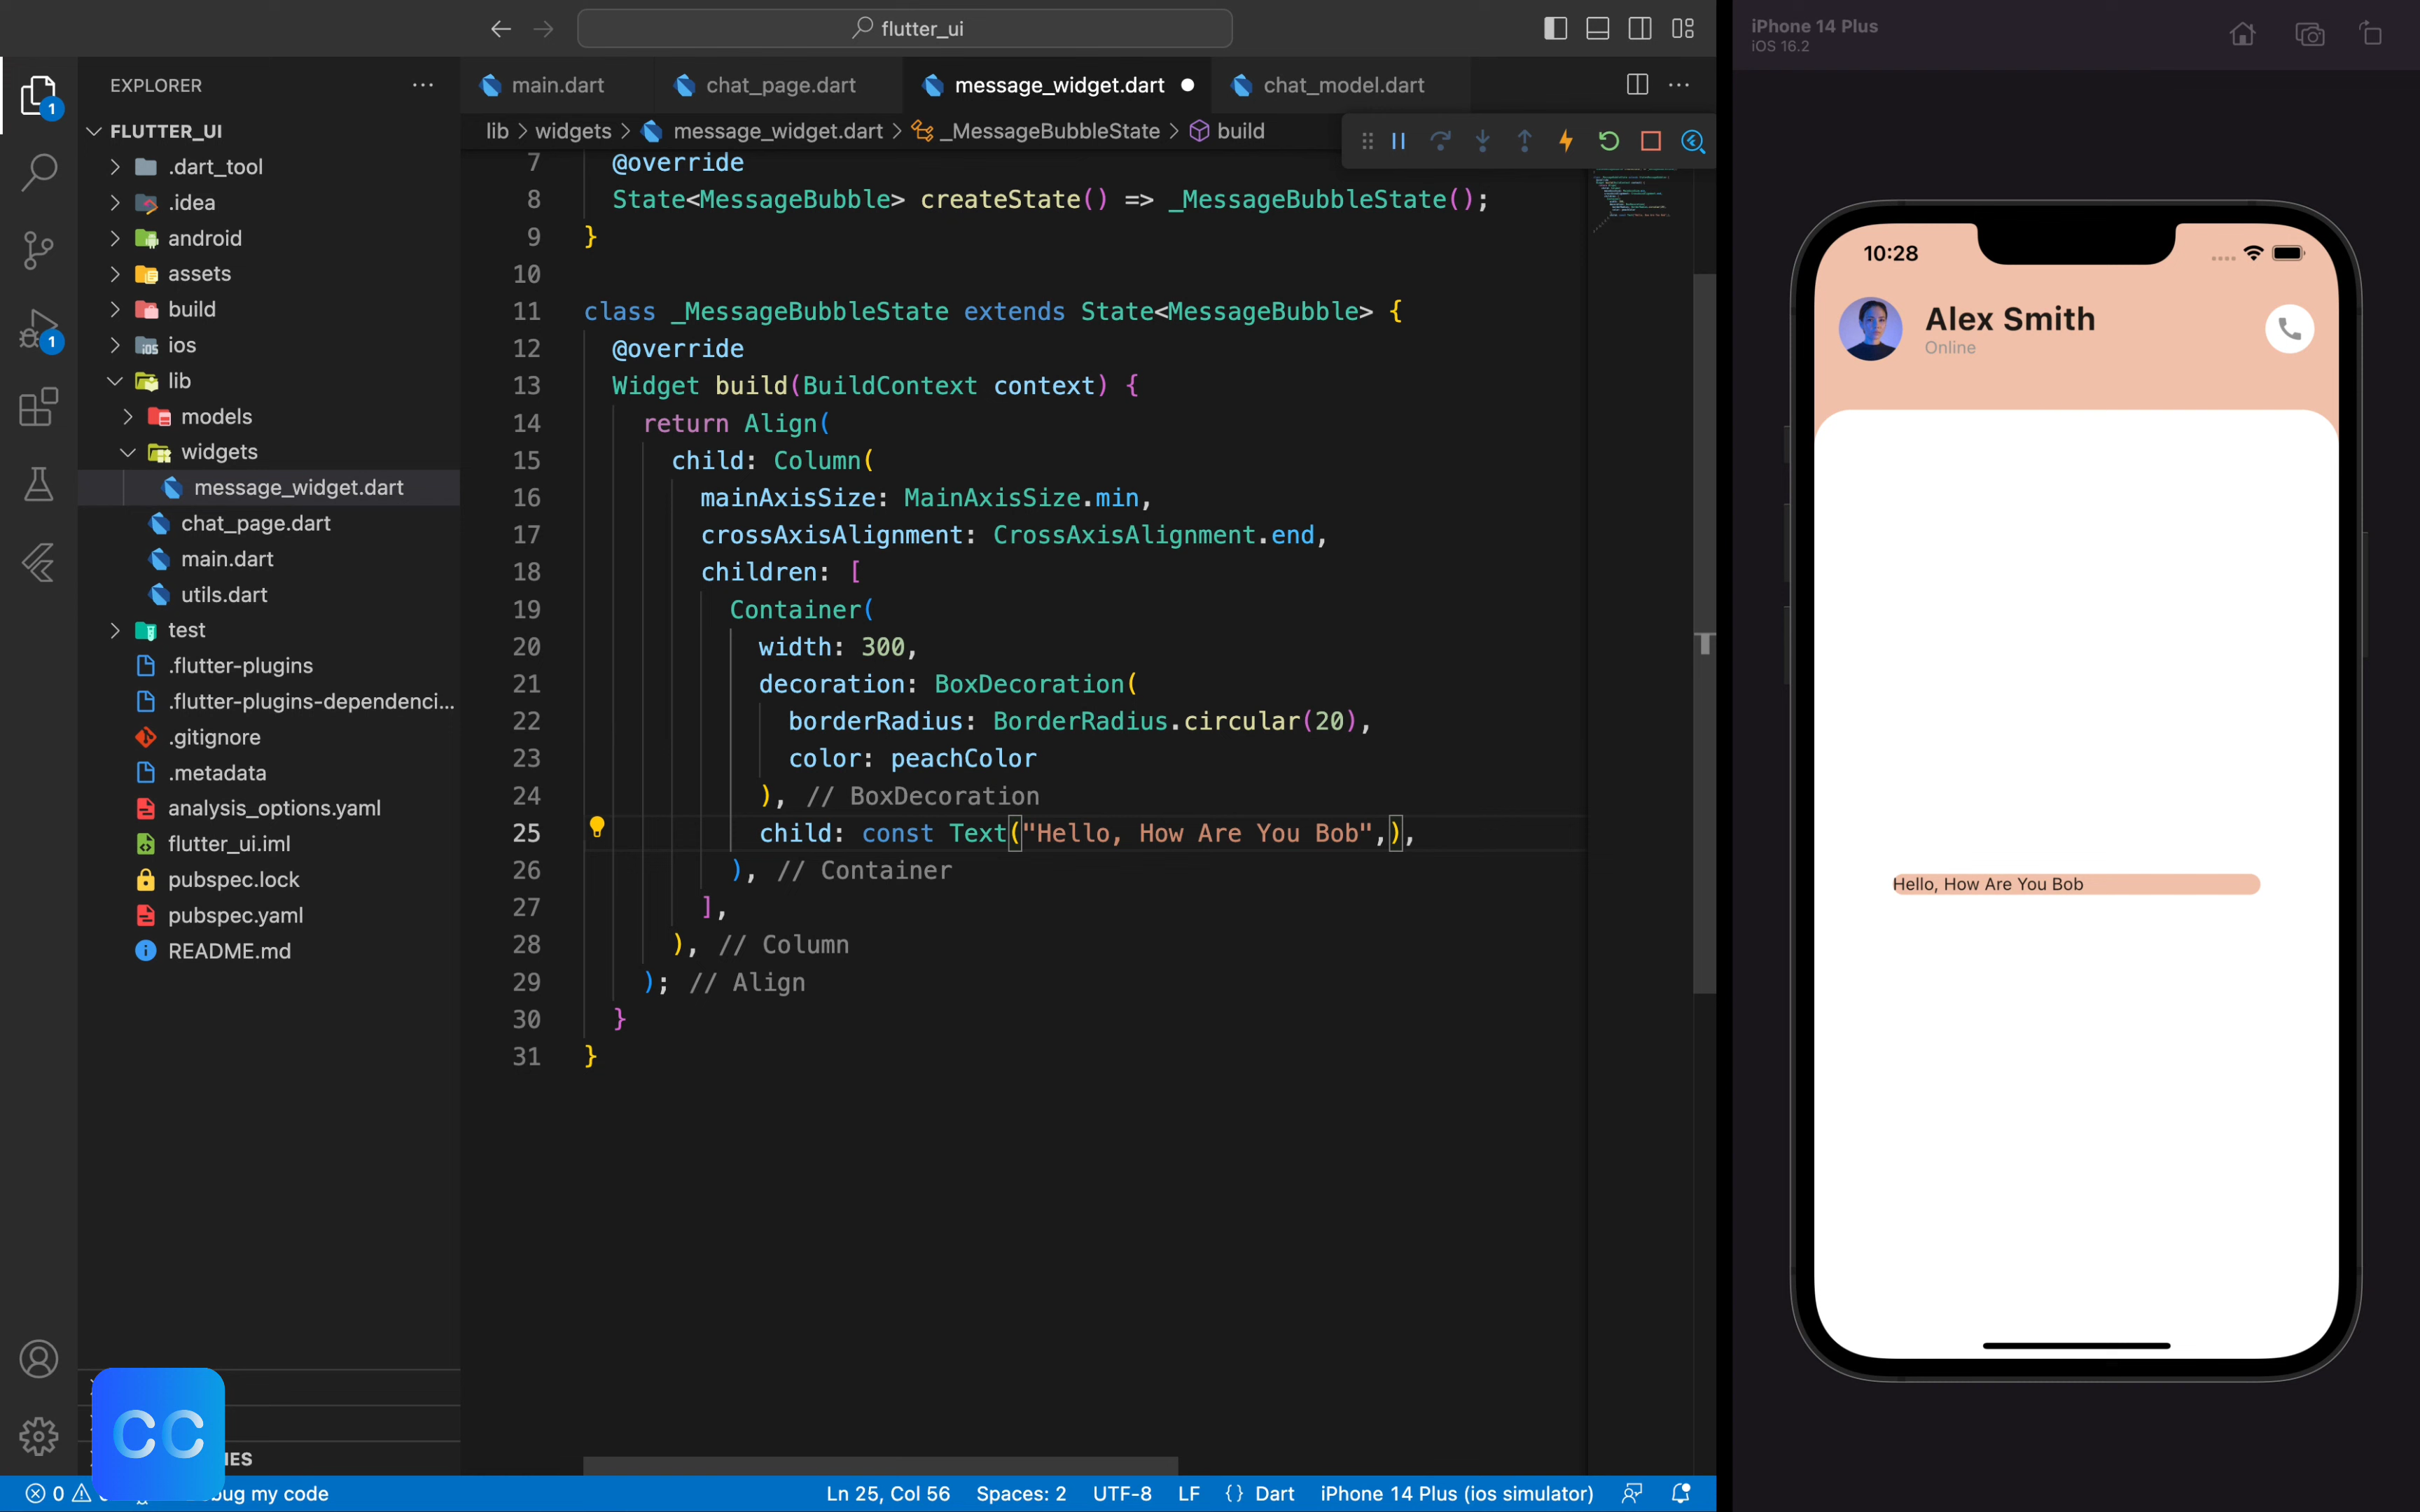 flutter_ui
iPhone 14 Plus
iOS 16.2
EXPLORER
main.dart
chat_page.dart
message_widget.dart
chat_model.dart
lib > widgets > message_widget.dart > _MessageBubbleState > build
FLUTTER_UI
.dart_tool
.idea
android
assets
build
ios
lib
models
widgets
message_widget.dart
chat_page.dart
main.dart
utils.dart
test
.flutter-plugins
.flutter-plugins-dependenci...
.gitignore
.metadata
analysis_options.yaml
flutter_ui.iml
pubspec.lock
pubspec.yaml
README.md
1
1
7 @override
8 State<MessageBubble> createState() => _MessageBubbleState();
9 }
10
11 class _MessageBubbleState extends State<MessageBubble> {
12 @override
13 Widget build(BuildContext context) {
14 return Align(
15 child: Column(
16 mainAxisSize: MainAxisSize.min,
17 crossAxisAlignment: CrossAxisAlignment.end,
18 children: [
19 Container(
20 width: 300,
21 decoration: BoxDecoration(
22 borderRadius: BorderRadius.circular(20),
23 color: peachColor
24 ), // BoxDecoration
25 child: const Text("Hello, How Are You Bob",),
26 ), // Container
27 ],
28 ), // Column
29 ); // Align
30 }
31 }
10:28
Alex Smith
Online
Hello, How Are You Bob
CC
IES
0
bug my code
Ln 25, Col 56
Spaces: 2
UTF-8
LF
{} Dart
iPhone 14 Plus (ios simulator)